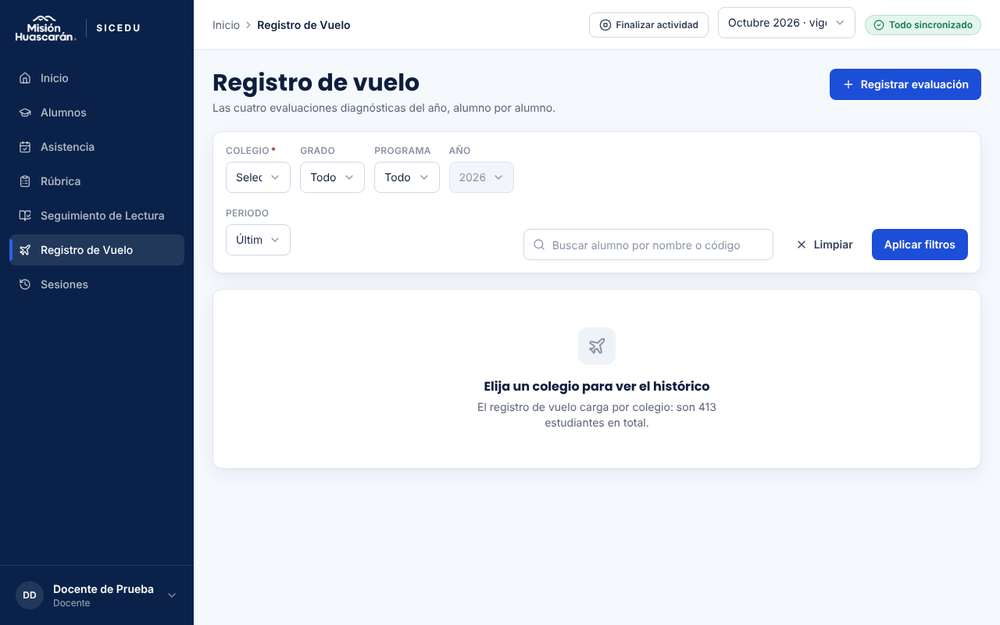 Misión
Huascarán.
SICEDU
Inicio
Alumnos
Asistencia
Rúbrica
Seguimiento de Lectura
Registro de Vuelo
Sesiones
DD
Docente de Prueba
Docente
Inicio > Registro de Vuelo
Finalizar actividad
Octubre 2026 · vig
Todo sincronizado
Registro de vuelo
Las cuatro evaluaciones diagnósticas del año, alumno por alumno.
Registrar evaluación
COLEGIO * GRADO PROGRAMA AÑO
Selec Todo Todo 2026
PERIODO
Últim
Buscar alumno por nombre o código
Limpiar
Aplicar filtros
Elija un colegio para ver el histórico
El registro de vuelo carga por colegio: son 413
estudiantes en total.